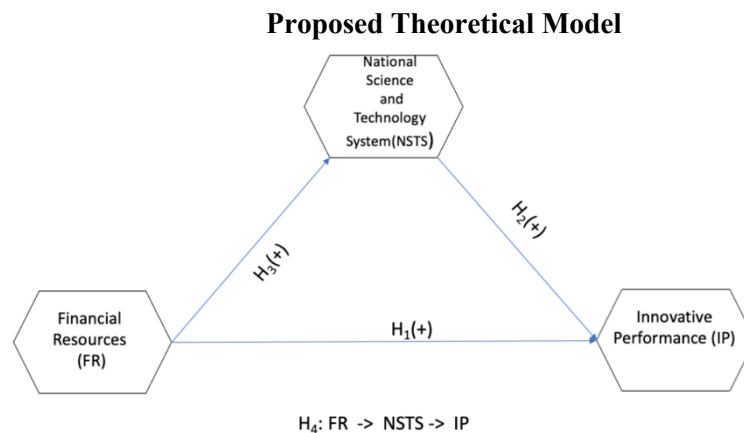 Proposed Theoretical Model
National
Science
and
Technology
System(NSTS)
H₃(+)
H₂(+)
Financial
Resources
(FR)
H₁(+)
Innovative
Performance (IP)
H₄: FR -> NSTS -> IP